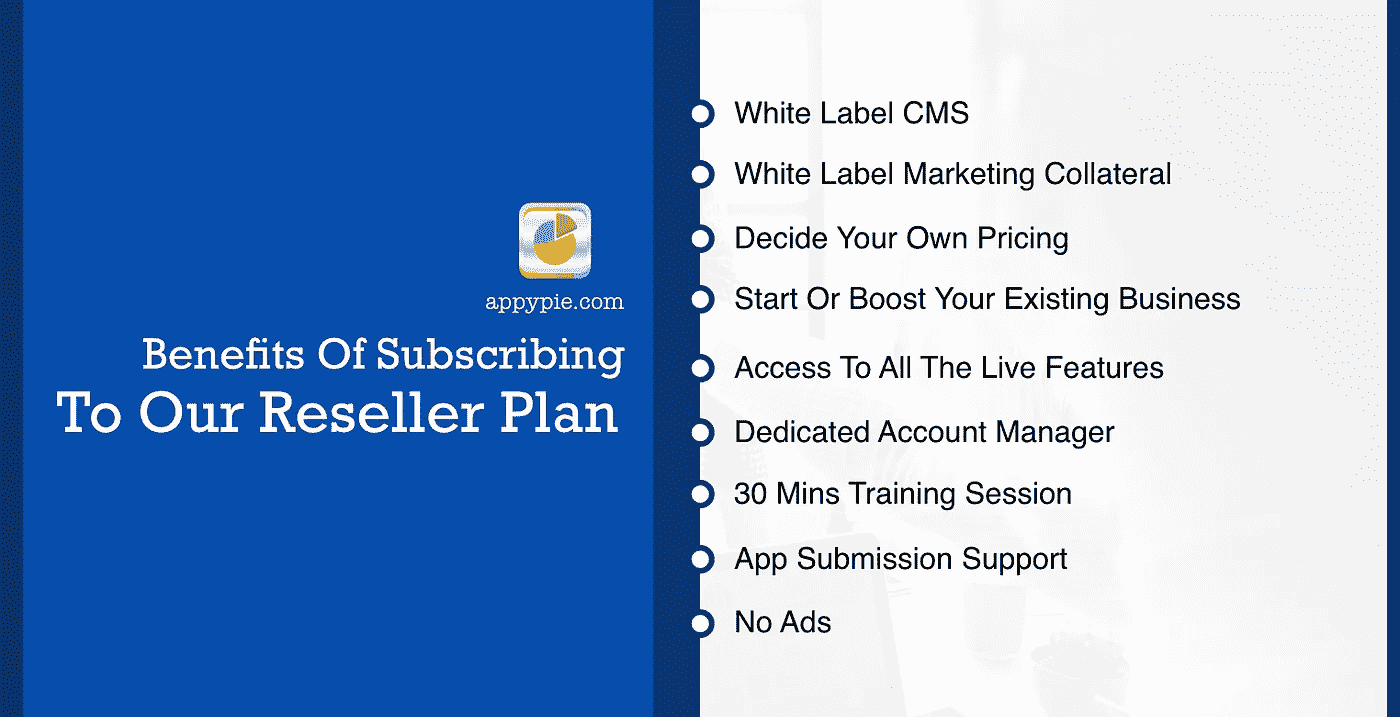 appypie.com
Benefits Of Subscribing
To Our Reseller Plan
White Label CMS
White Label Marketing Collateral
Decide Your Own Pricing
Start Or Boost Your Existing Business
Access To All The Live Features
Dedicated Account Manager
30 Mins Training Session
App Submission Support
No Ads